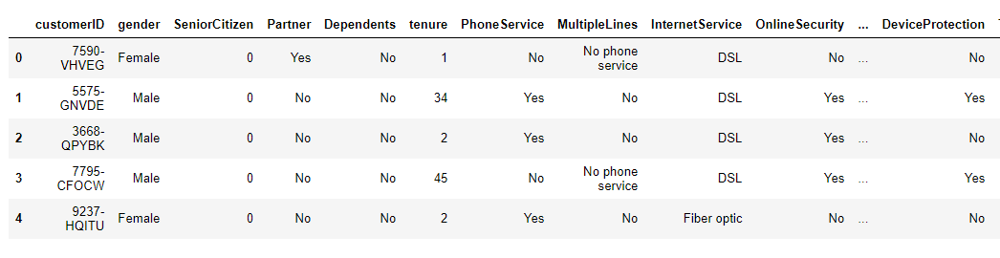 customerID gender SeniorCitizen Partner Dependents tenure PhoneService MultipleLines InternetService OnlineSecurity ... DeviceProtection
0 7590-VHVEG Female 0 Yes No 1 No No phone service DSL No ... No
1 5575-GNVDE Male 0 No No 34 Yes No DSL Yes ... Yes
2 3668-QPYBK Male 0 No No 2 Yes No DSL Yes ... No
3 7795-CFOCW Male 0 No No 45 No No phone service DSL Yes ... Yes
4 9237-HQITU Female 0 No No 2 Yes No Fiber optic No ... No